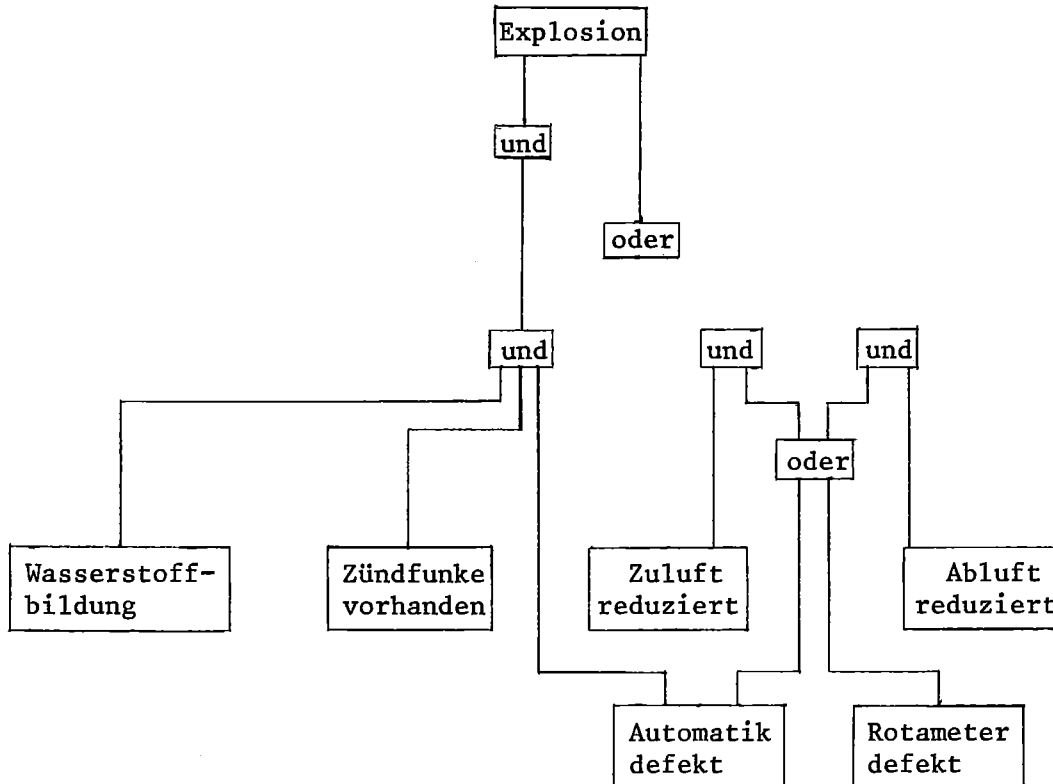 Explosion
und
oder
und
und
und
oder
Wasserstoff-
bildung
Zündfunke
vorhanden
Zuluft
reduziert
Abluft
reduziert
Automatik
defekt
Rotameter
defekt